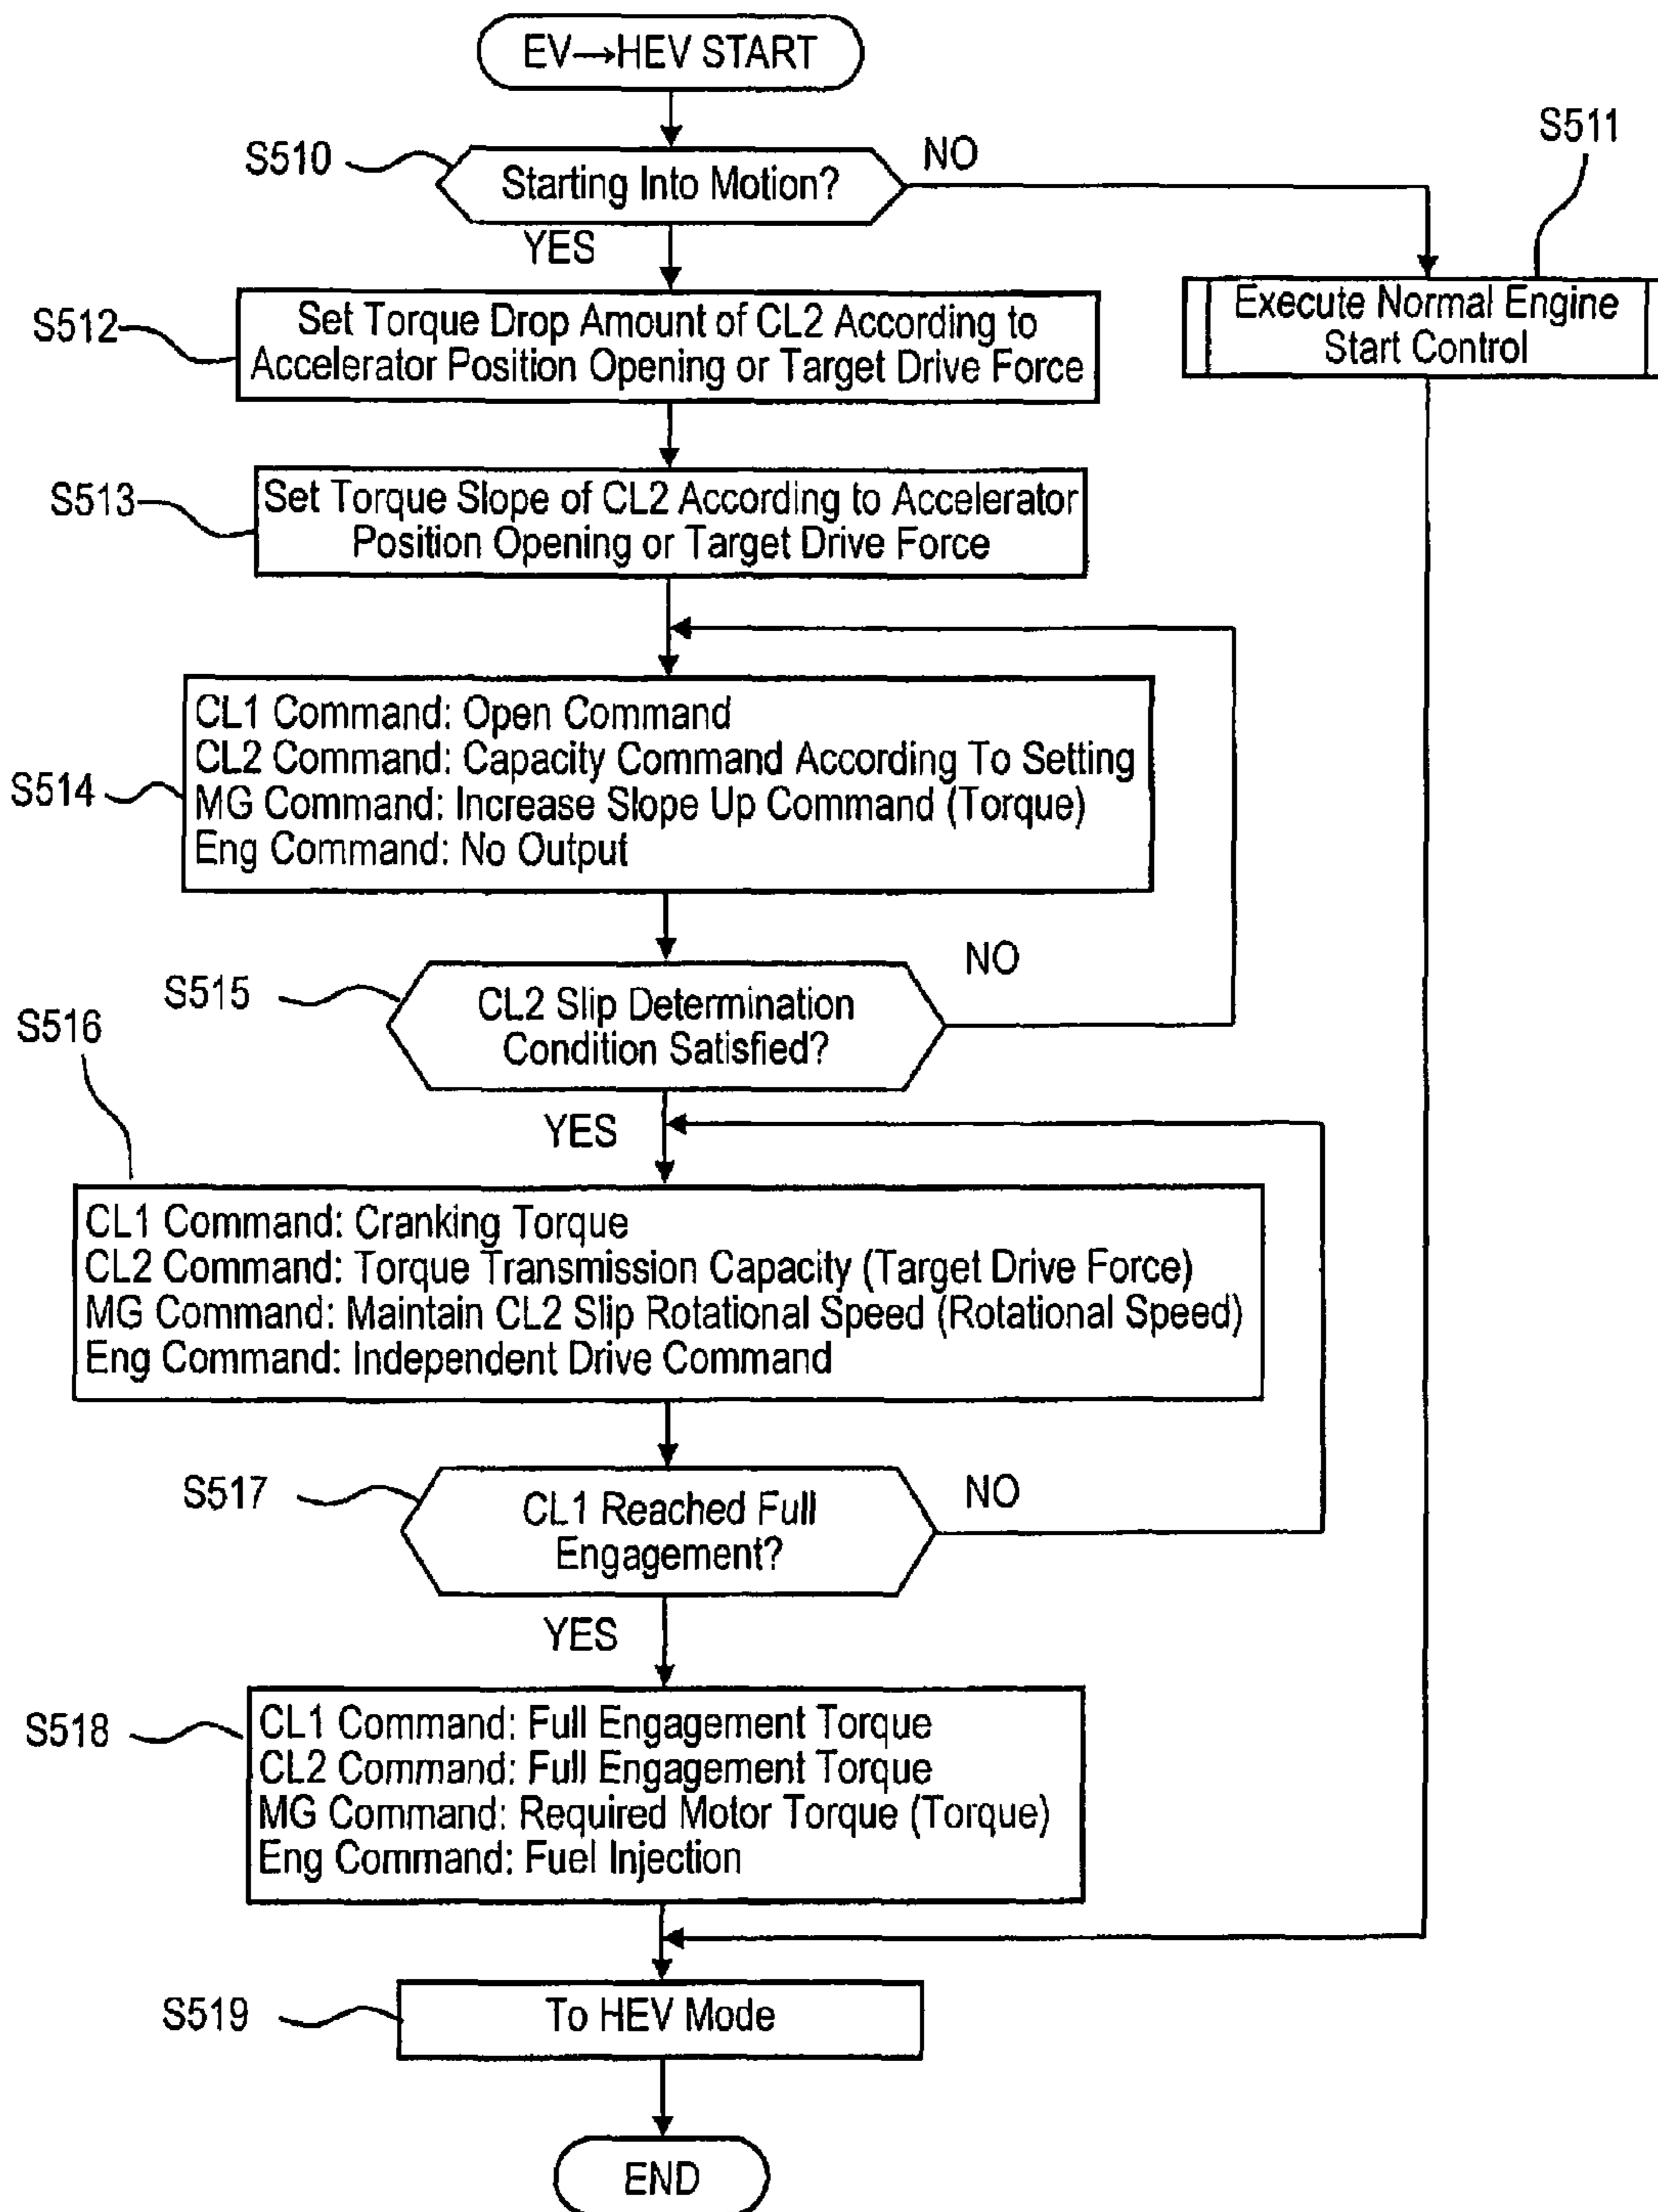 EV→HEV START
S510
Starting Into Motion?
NO
S511
YES
Execute Normal Engine
Start Control
S512
Set Torque Drop Amount of CL2 According to
Accelerator Position Opening or Target Drive Force
S513
Set Torque Slope of CL2 According to Accelerator
Position Opening or Target Drive Force
S514
CL1 Command: Open Command
CL2 Command: Capacity Command According To Setting
MG Command: Increase Slope Up Command (Torque)
Eng Command: No Output
S515
CL2 Slip Determination
Condition Satisfied?
NO
S516
YES
CL1 Command: Cranking Torque
CL2 Command: Torque Transmission Capacity (Target Drive Force)
MG Command: Maintain CL2 Slip Rotational Speed (Rotational Speed)
Eng Command: Independent Drive Command
S517
CL1 Reached Full
Engagement?
NO
YES
S518
CL1 Command: Full Engagement Torque
CL2 Command: Full Engagement Torque
MG Command: Required Motor Torque (Torque)
Eng Command: Fuel Injection
S519
To HEV Mode
END